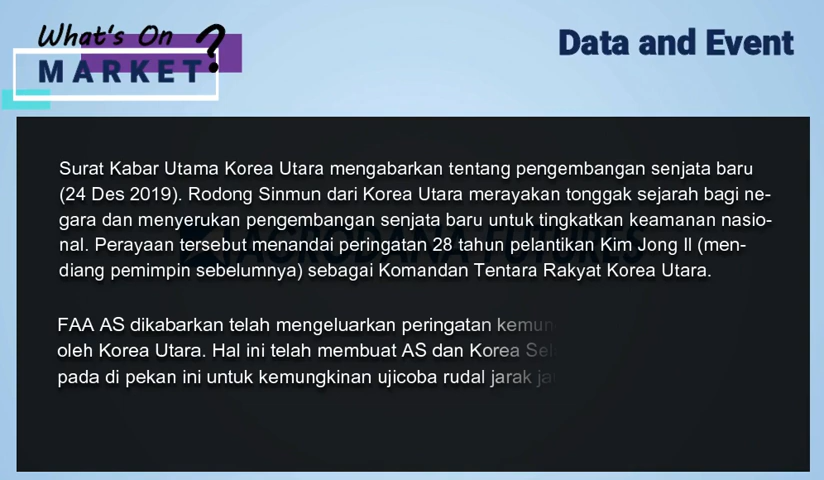 What's On ?
MARKET
Data and Event
Surat Kabar Utama Korea Utara mengabarkan tentang pengembangan senjata baru
(24 Des 2019). Rodong Sinmun dari Korea Utara merayakan tonggak sejarah bagi ne-
gara dan menyerukan pengembangan senjata baru untuk tingkatkan keamanan nasio-
nal. Perayaan tersebut menandai peringatan 28 tahun pelantikan Kim Jong Il (men-
diang pemimpin sebelumnya) sebagai Komandan Tentara Rakyat Korea Utara.
FAA AS dikabarkan telah mengeluarkan peringatan
oleh Korea Utara. Hal ini telah membuat AS dan Korea
pada di pekan ini untuk kemungkinan ujicoba rudal jarak
AGRODANA FUTURES